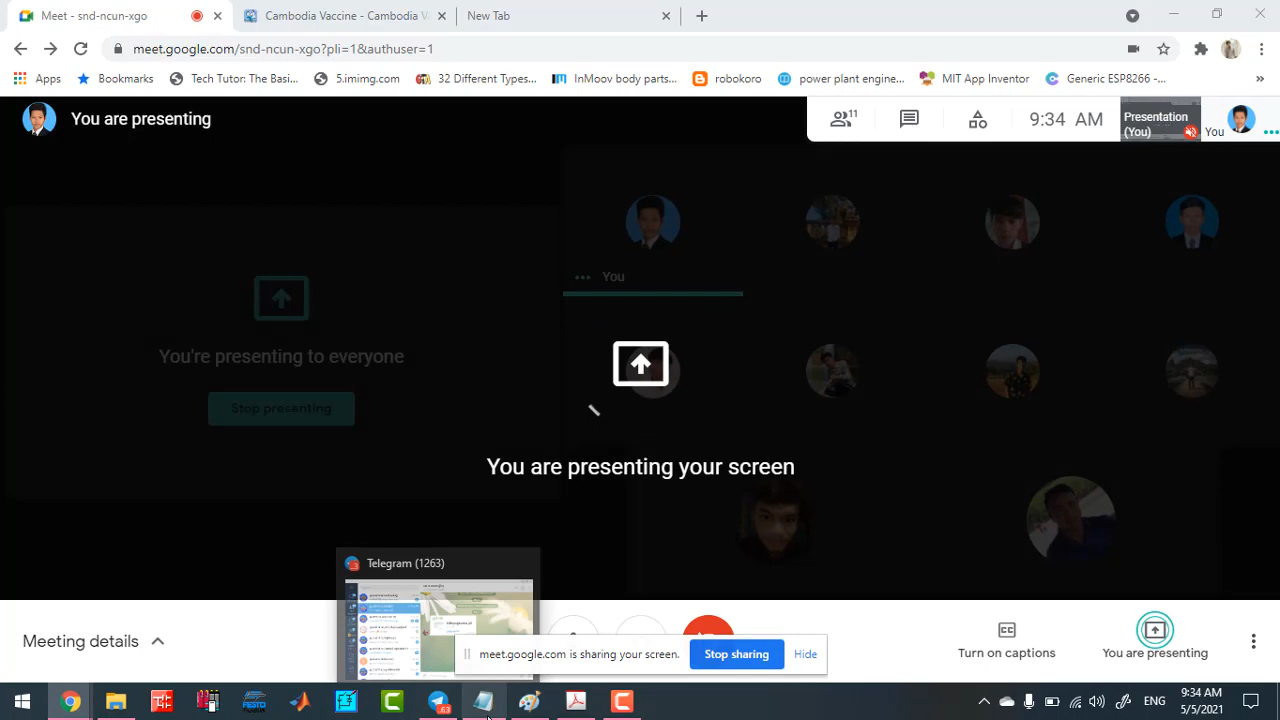 Meet - snd-ncun-xgo
Cambodia Vaccine - Cambodia V
New Tab
meet.google.com/snd-ncun-xgo?pli=1&authuser=1
Apps
Bookmarks
Tech Tutor: The Basi...
5.imimg.com
32 Different Types...
InMoov body parts...
robokoro
power plant engine...
MIT App Inventor
Generic ESP8266 -...
You are presenting
11
9:34 AM
Presentation
(You)
You
You
You're presenting to everyone
Stop presenting
You are presenting your screen
Telegram (1263)
Meeting details
meet.google.com is sharing your screen.
Stop sharing
Hide
Turn on captions
You are presenting
ENG
9:34 AM
5/5/2021